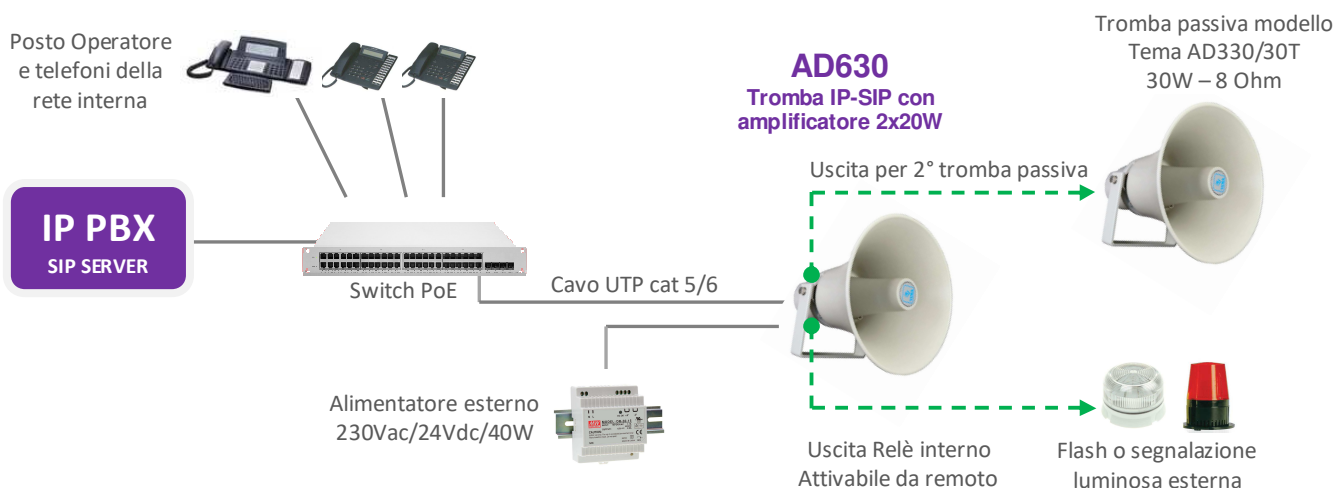 Posto Operatore
e telefoni della
rete interna
IP PBX
SIP SERVER
Switch PoE
Cavo UTP cat 5/6
Alimentatore esterno
230Vac/24Vdc/40W
AD630
Tromba IP-SIP con
amplificatore 2x20W
Uscita per 2° tromba passiva
Tromba passiva modello
Tema AD330/30T
30W – 8 Ohm
Uscita Relè interno
Attivabile da remoto
Flash o segnalazione
luminosa esterna